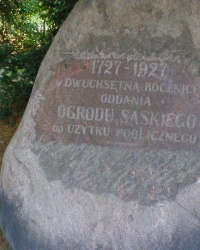 1727-1927
W DWUCHSETNĄ ROCZNICĘ
ODDANIA
OGRODU SASKIEGO
DO UŻYTKU PUBLICZNEGO